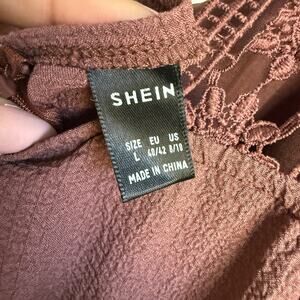 SHEIN
SIZE EU US
L 40/42 8/10
MADE IN CHINA